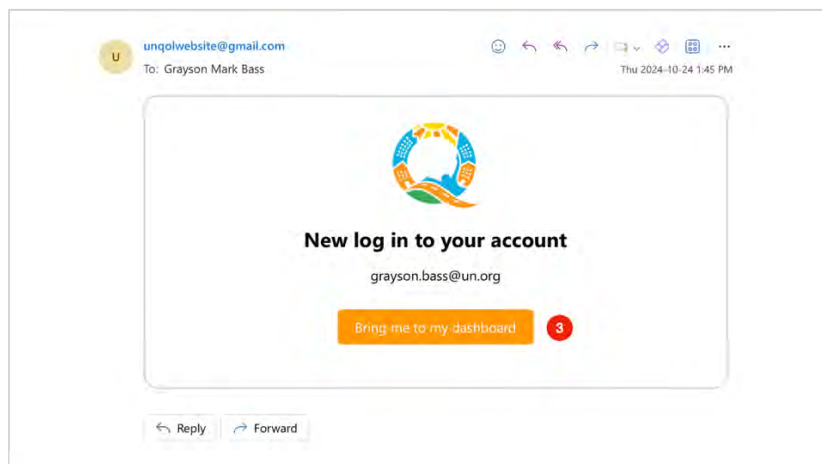 U
unqolwebsite@gmail.com
To: Grayson Mark Bass
Thu 2024-10-24 1:45 PM
New log in to your account
grayson.bass@un.org
Bring me to my dashboard
3
Reply
Forward